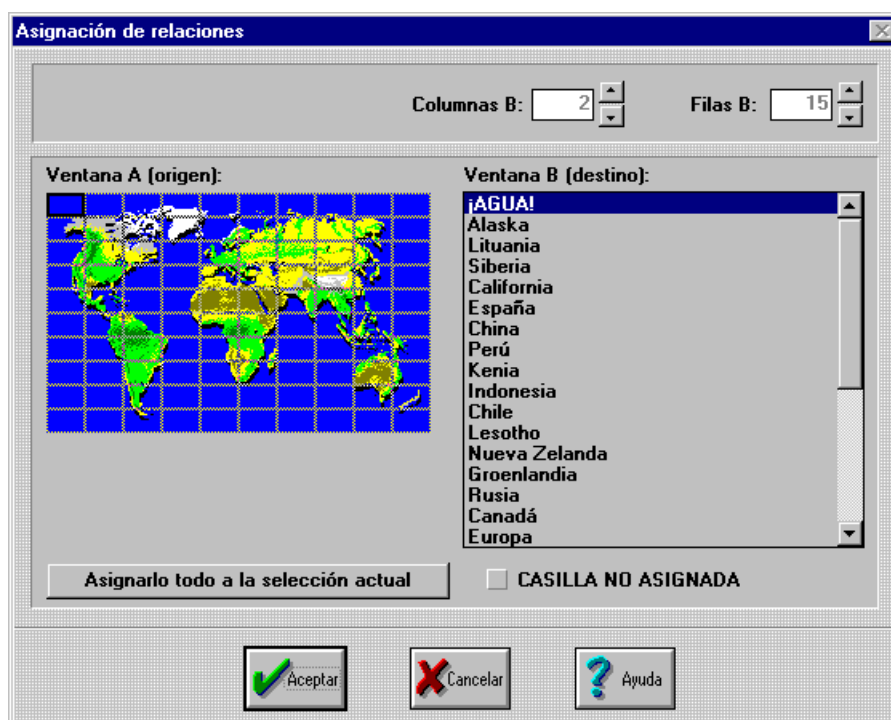 Asignación de relaciones
Columnas B: 2 Filas B: 15
Ventana A (origen): Ventana B (destino):
¡AGUA!
Alaska
Lituania
Siberia
California
España
China
Perú
Kenia
Indonesia
Chile
Lesotho
Nueva Zelanda
Groenlandia
Rusia
Canadá
Europa
Asignarlo todo a la selección actual CASILLA NO ASIGNADA
Aceptar Cancelar Ayuda